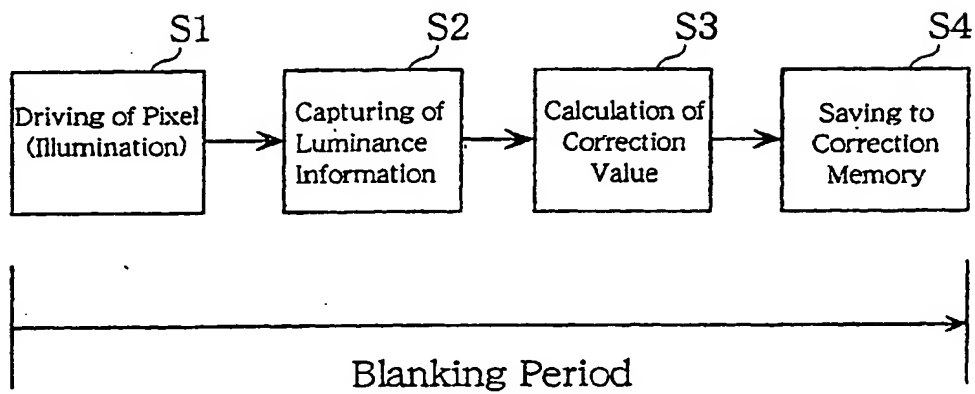 S1
S2
S3
S4
Driving of Pixel
(Illumination)
Capturing of
Luminance
Information
Calculation of
Correction
Value
Saving to
Correction
Memory
Blanking Period